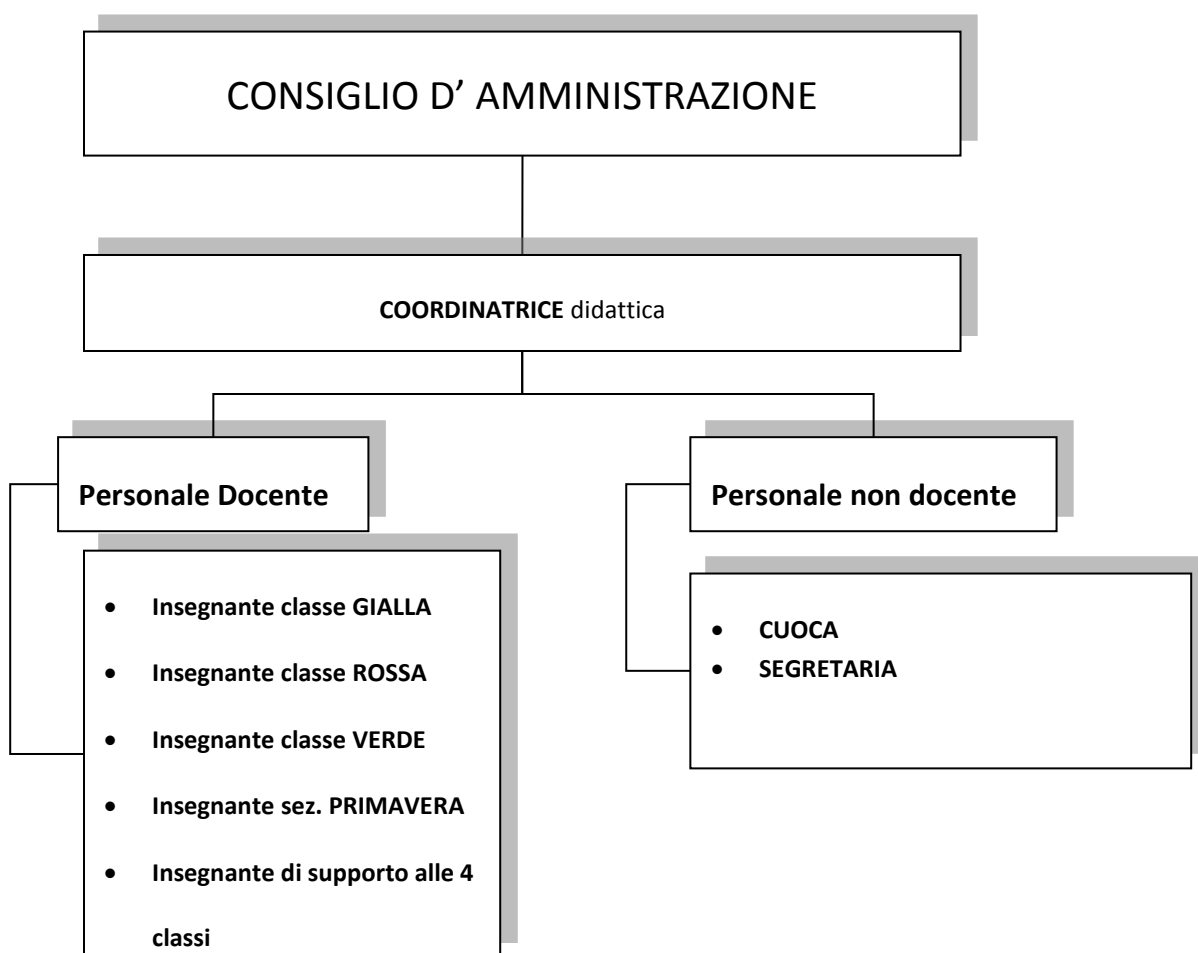 CONSIGLIO D’ AMMINISTRAZIONE
COORDINATRICE didattica
Personale Docente
• Insegnante classe GIALLA
• Insegnante classe ROSSA
• Insegnante classe VERDE
• Insegnante sez. PRIMAVERA
• Insegnante di supporto alle 4
classi
Personale non docente
• CUOCA
• SEGRETARIA